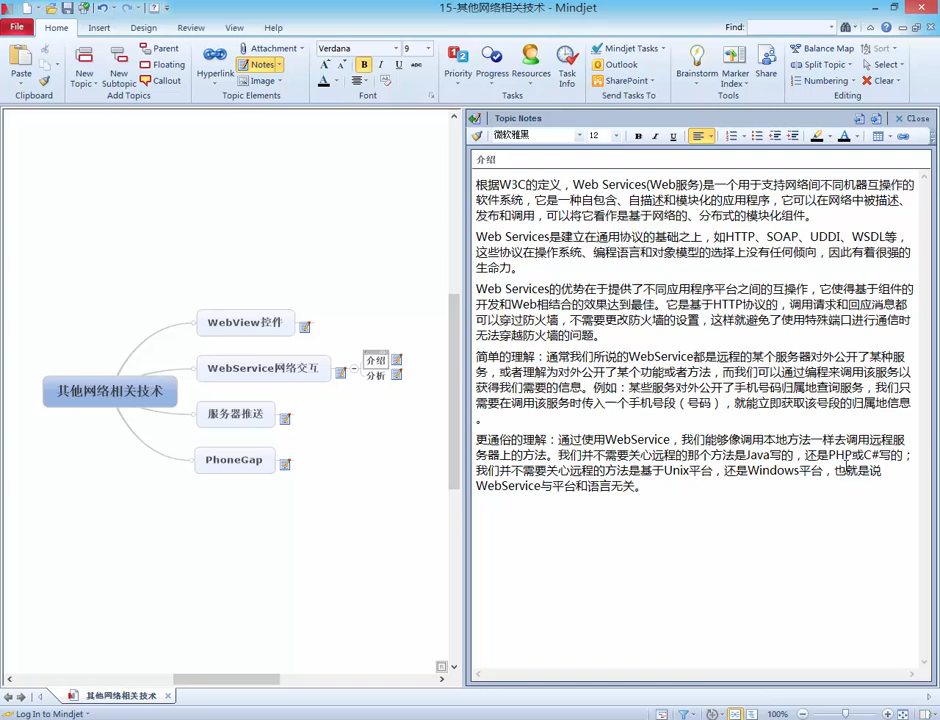 15-其他网络相关技术 - Mindjet
File Home Insert Design Review View Help Find:
Parent Attachment Verdana 9 Mindjet Tasks Balance Map Sort
Floating Notes B I U Outlook Split Topic Select
Callout Image A SharePoint Numbering Clear
Paste New Topic New Subtopic Hyperlink Priority Progress Resources Task Info Brainstorm Marker Index Share
Clipboard Add Topics Topic Elements Font Tasks Send Tasks To Tools Editing
Topic Notes Close
微软雅黑 12 B I U A
介绍
根据W3C的定义，Web Services(Web服务)是一个用于支持网络间不同机器互操作的
软件系统，它是一种自包含、自描述和模块化的应用程序，它可以在网络中被描述、
发布和调用，可以将它看作是基于网络的、分布式的模块化组件。
Web Services是建立在通用协议的基础之上，如HTTP、SOAP、UDDI、WSDL等，
这些协议在操作系统、编程语言和对象模型的选择上没有任何倾向，因此有着很强的
生命力。
Web Services的优势在于提供了不同应用程序平台之间的互操作，它使得基于组件的
开发和Web相结合的效果达到最佳。它是基于HTTP协议的，调用请求和回应消息都
可以穿过防火墙，不需要更改防火墙的设置，这样就避免了使用特殊端口进行通信时
无法穿越防火墙的问题。
简单的理解：通常我们所说的WebService都是远程的某个服务器对外公开了某种服
务，或者理解为对外公开了某个功能或者方法，而我们可以通过编程来调用该服务以
获得我们需要的信息。例如：某些服务对外公开了手机号码归属地查询服务，我们只
需要在调用该服务时传入一个手机号段（号码），就能立即获取该号段的归属地信息
。
更通俗的理解：通过使用WebService，我们能够像调用本地方法一样去调用远程服
务器上的方法。我们并不需要关心远程的那个方法是Java写的，还是PHP或C#写的；
我们并不需要关心远程的方法是基于Unix平台，还是Windows平台，也就是说
WebService与平台和语言无关。
其他网络相关技术
WebView控件
WebService网络交互
介绍
分析
服务器推送
PhoneGap
其他网络相关技术
Log In to Mindjet 100%